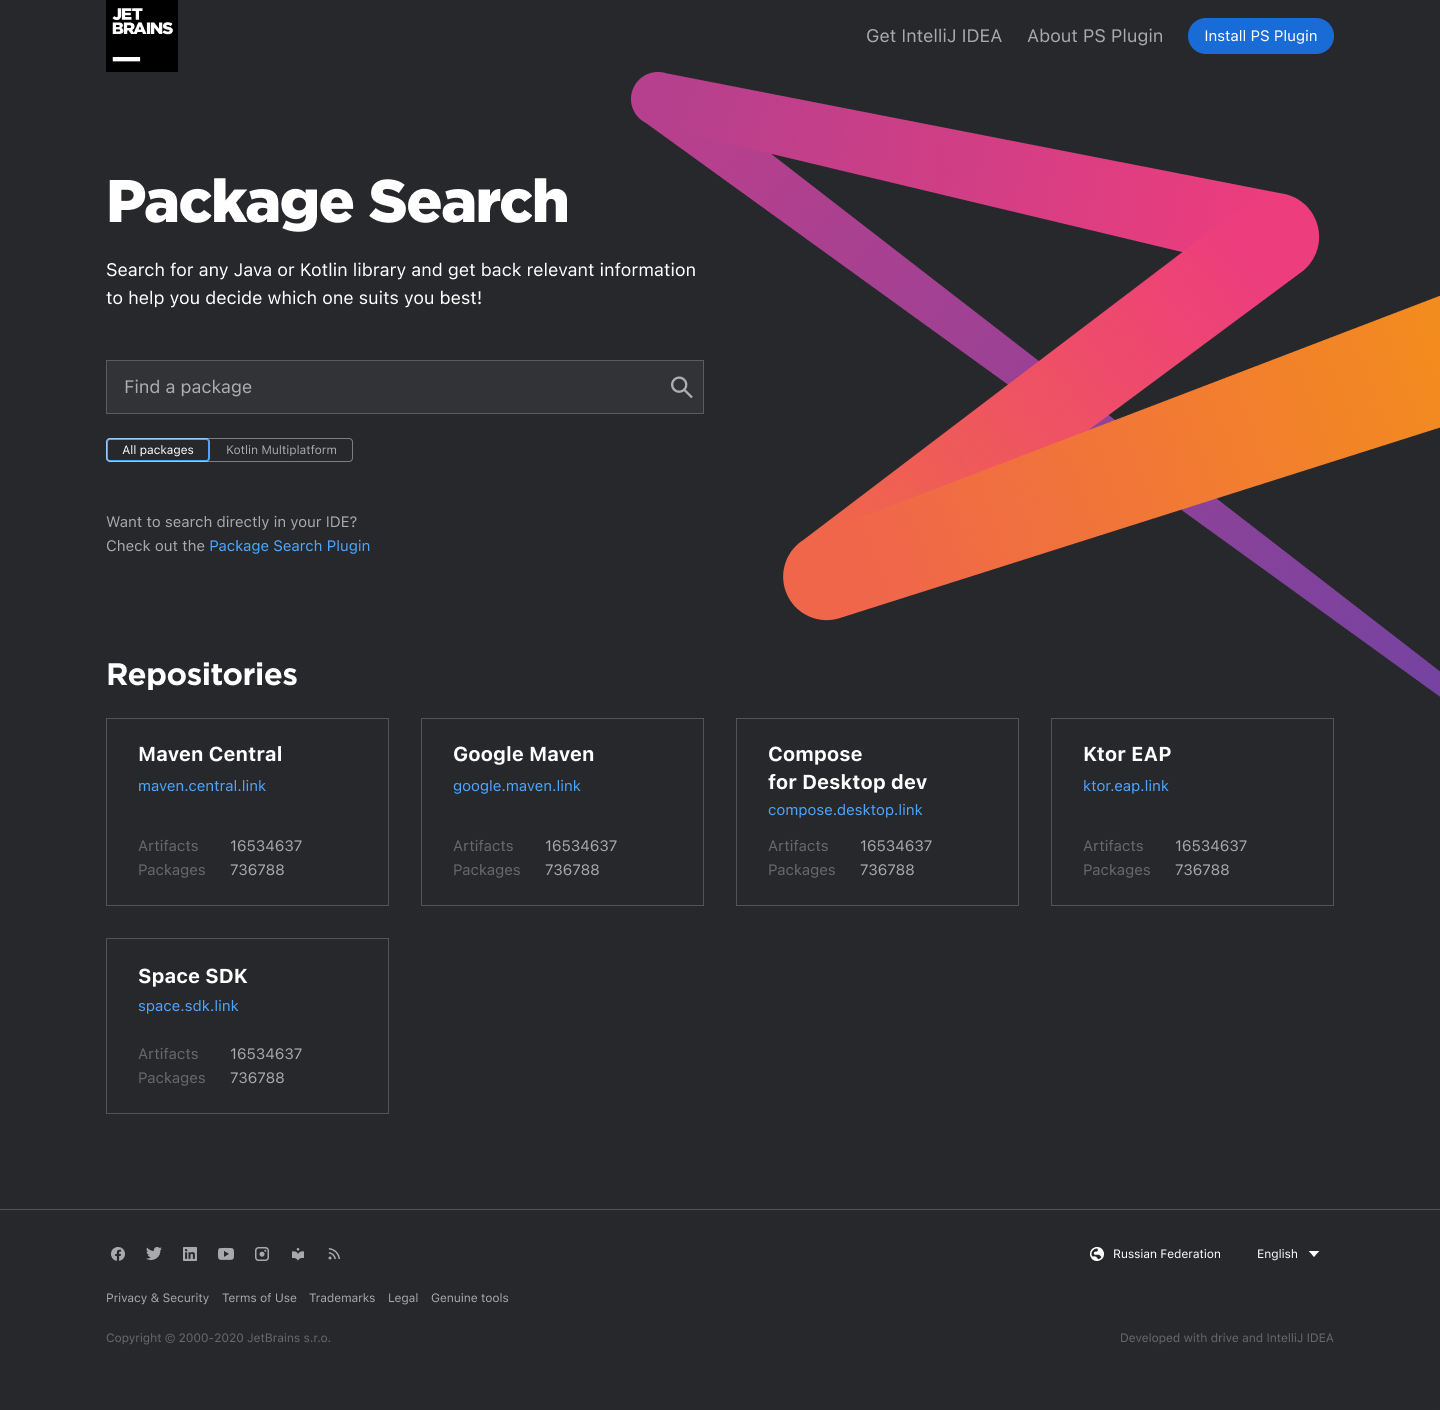 JET
BRAINS
Get IntelliJ IDEA
About PS Plugin
Install PS Plugin
Package Search
Search for any Java or Kotlin library and get back relevant information
to help you decide which one suits you best!
Find a package
All packages
Kotlin Multiplatform
Want to search directly in your IDE?
Check out the Package Search Plugin
Repositories
Maven Central
maven.central.link
Artifacts 16534637
Packages 736788
Google Maven
google.maven.link
Artifacts 16534637
Packages 736788
Compose
for Desktop dev
compose.desktop.link
Artifacts 16534637
Packages 736788
Ktor EAP
ktor.eap.link
Artifacts 16534637
Packages 736788
Space SDK
space.sdk.link
Artifacts 16534637
Packages 736788
Russian Federation
English
Privacy & Security
Terms of Use
Trademarks
Legal
Genuine tools
Copyright © 2000-2020 JetBrains s.r.o.
Developed with drive and IntelliJ IDEA